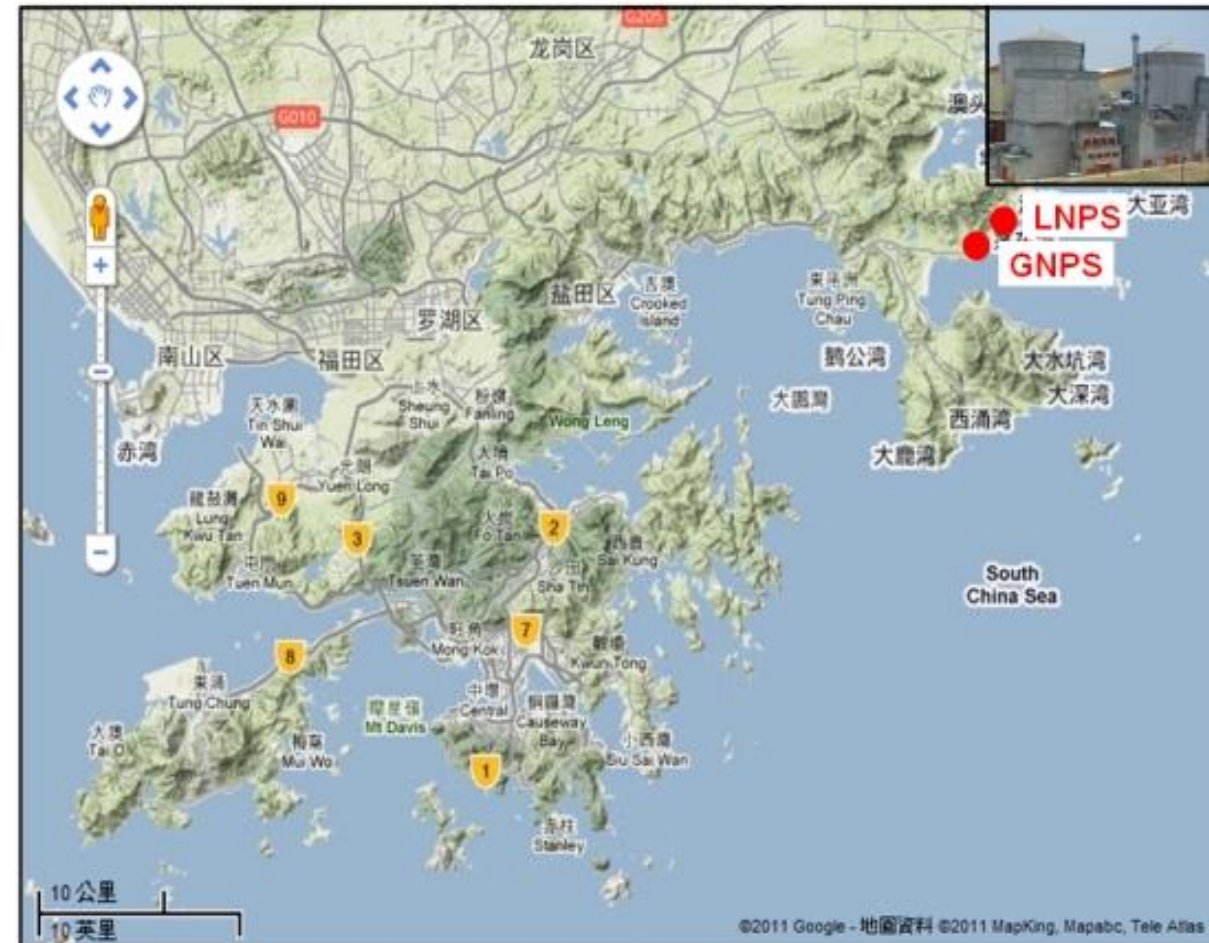 G205
龙岗区
G010
澳头
大亚湾
LNPS
GNPS
盐田区
吉澳
Crooked
Island
東平洲
Tung Ping
Chau
罗湖区
南山区
福田区
鹅公湾
大水坑湾
大鵬灣
大深湾
西涌湾
大鹿湾
赤湾
天水圍
Tin Shui
Wai
上水
Sheung
Shui
粉嶺
Fanling
Wong Leng
大埔
Tai Po
元朗
Yuen Long
龍鼓灘
Lung
Kwu Tan
9
3
2
火炭
Fo Tan
西貢
Sai Kung
屯門
Tuen Mun
荃灣
Tsuen Wan
沙田
Sha Tin
South
China Sea
7
旺角
Mong Kok
觀塘
Kwun Tong
8
東涌
Tung Chung
中環
Central
銅鑼灣
Causeway
Bay
摩星嶺
Mt Davis
大澳
Tai O
梅窩
Mui Wo
小西灣
Siu Sai Wan
1
赤柱
Stanley
10 公里
10 英里
©2011 Google - 地圖資料 ©2011 MapKing, Mapabc, Tele Atlas